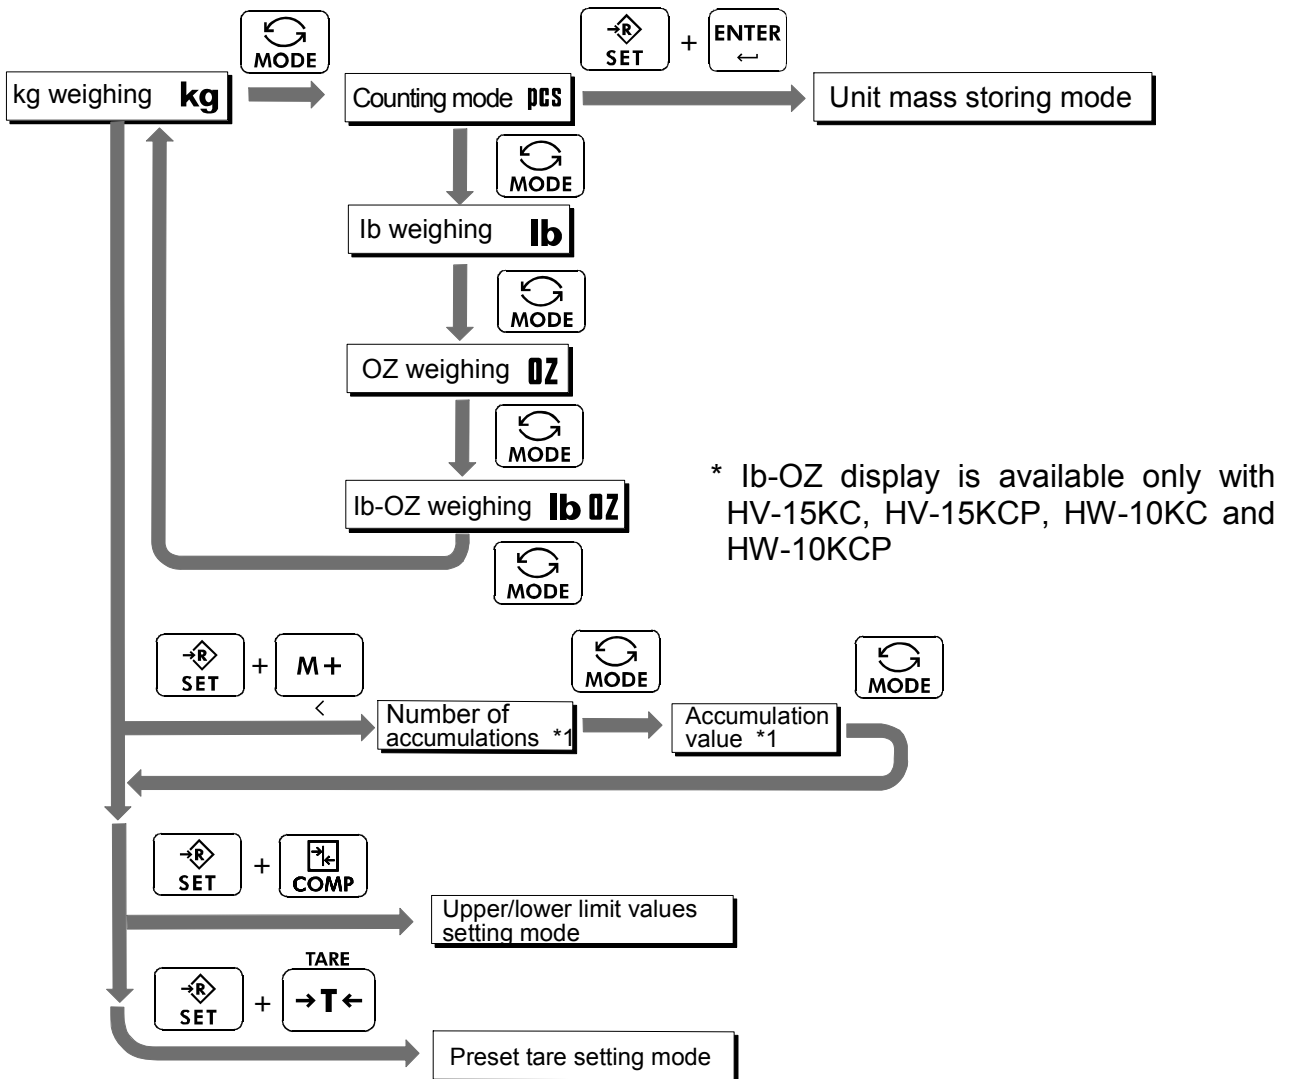 MODE
SET + ENTER
kg weighing kg
Counting mode pcs
Unit mass storing mode
MODE
lb weighing lb
MODE
OZ weighing OZ
MODE
lb-OZ weighing lb OZ
* lb-OZ display is available only with
HV-15KC, HV-15KCP, HW-10KC and
HW-10KCP
MODE
R
SET + M+
<
MODE
MODE
Number of
accumulations *1
Accumulation
value *1
R
SET + COMP
Upper/lower limit values
setting mode
TARE
R
SET + →T←
Preset tare setting mode